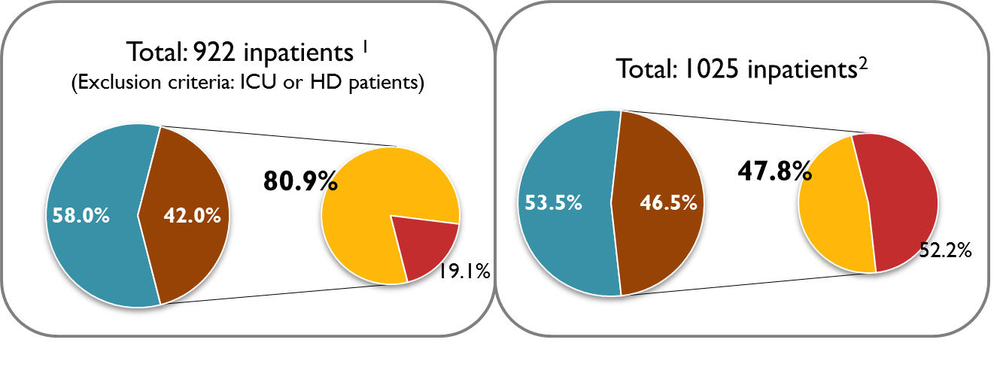 Total: 922 inpatients 1
(Exclusion criteria: ICU or HD patients)
58.0%
42.0%
80.9%
19.1%
Total: 1025 inpatients2
53.5%
46.5%
47.8%
52.2%